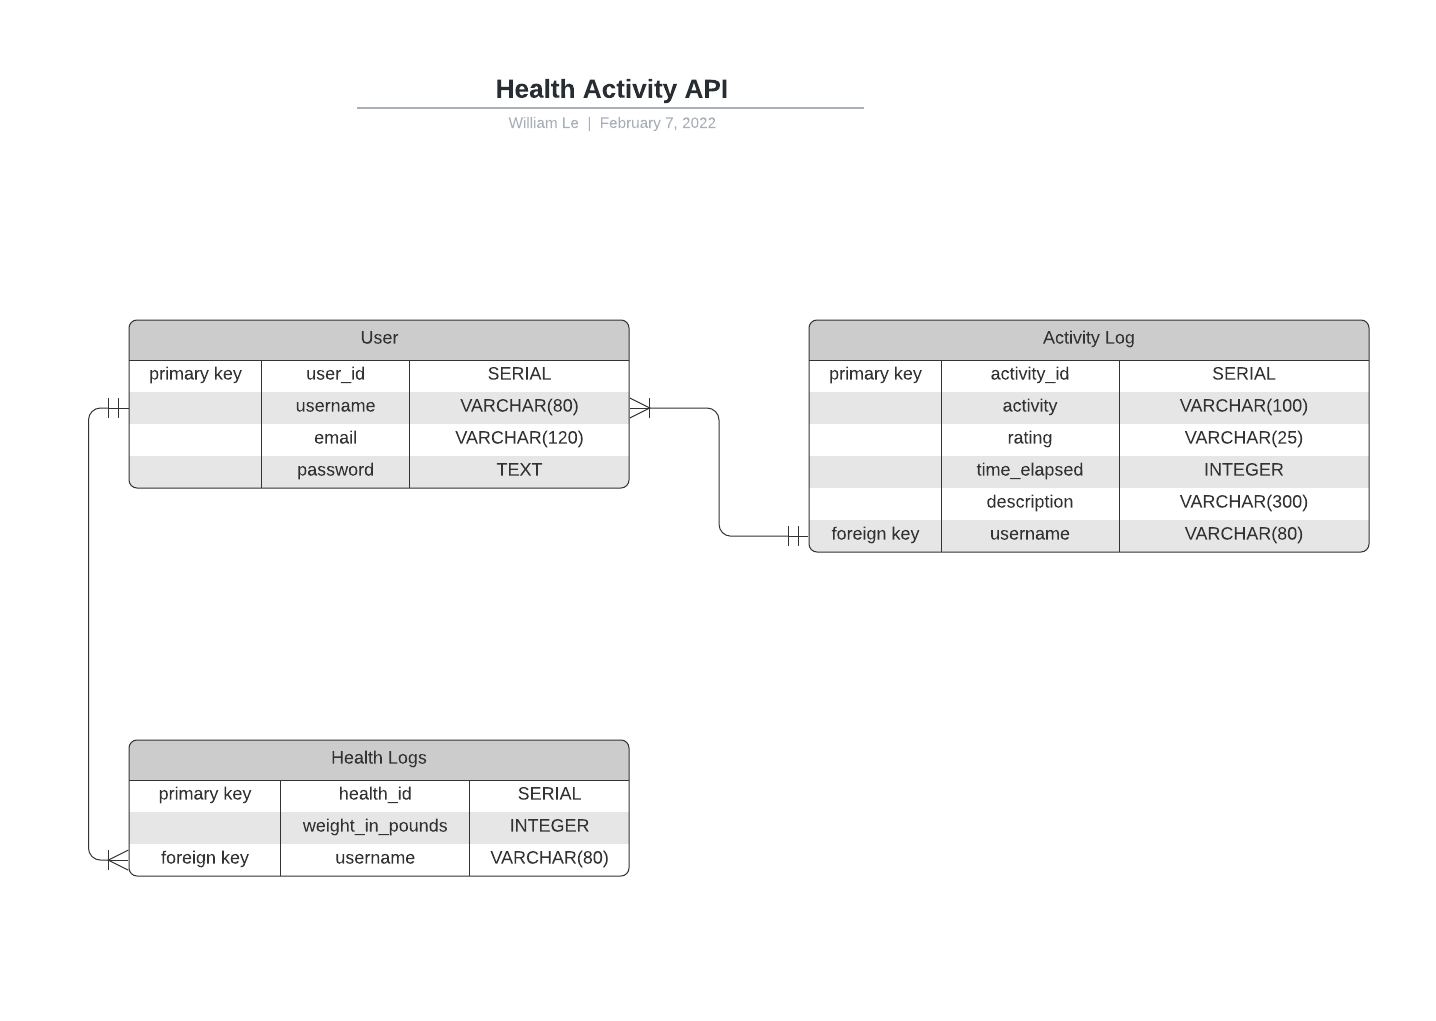 Health Activity API
William Le | February 7, 2022
User
primary key user_id SERIAL
username VARCHAR(80)
email VARCHAR(120)
password TEXT
Activity Log
primary key activity_id SERIAL
activity VARCHAR(100)
rating VARCHAR(25)
time_elapsed INTEGER
description VARCHAR(300)
foreign key username VARCHAR(80)
Health Logs
primary key health_id SERIAL
weight_in_pounds INTEGER
foreign key username VARCHAR(80)